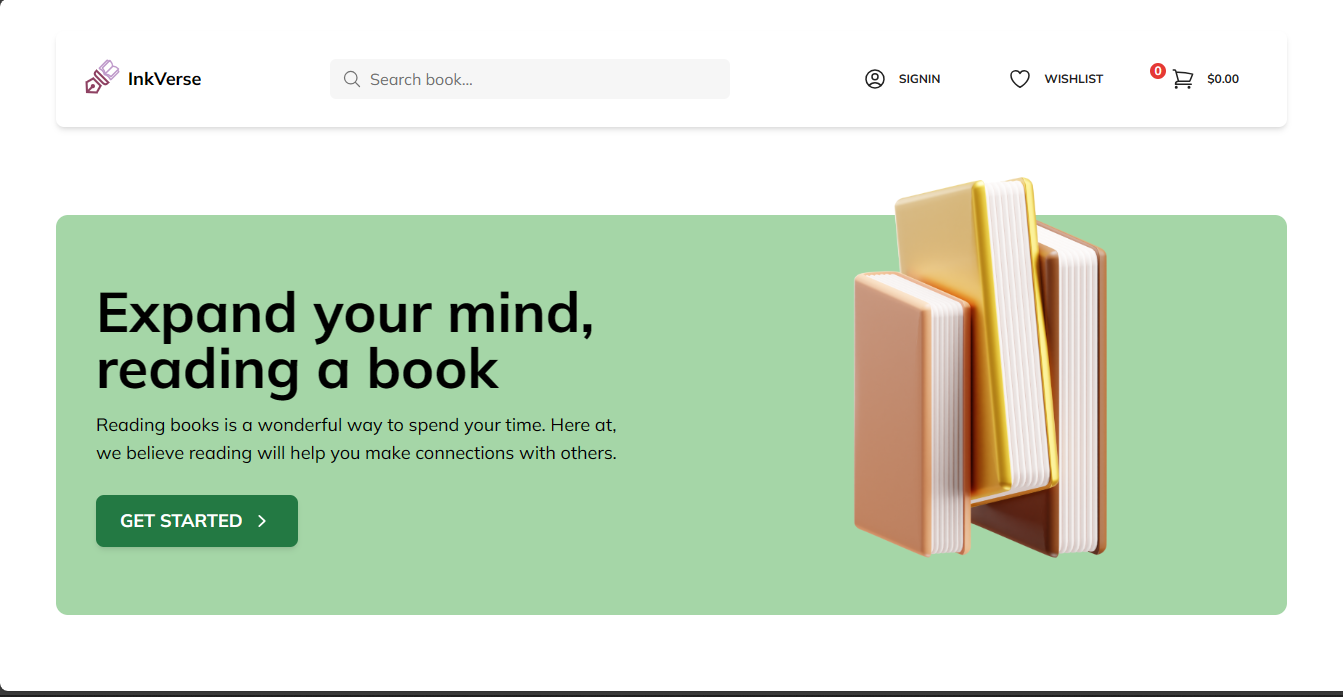 InkVerse
Search book...
SIGNIN
WISHLIST
0
$0.00
Expand your mind,
reading a book
Reading books is a wonderful way to spend your time. Here at,
we believe reading will help you make connections with others.
GET STARTED